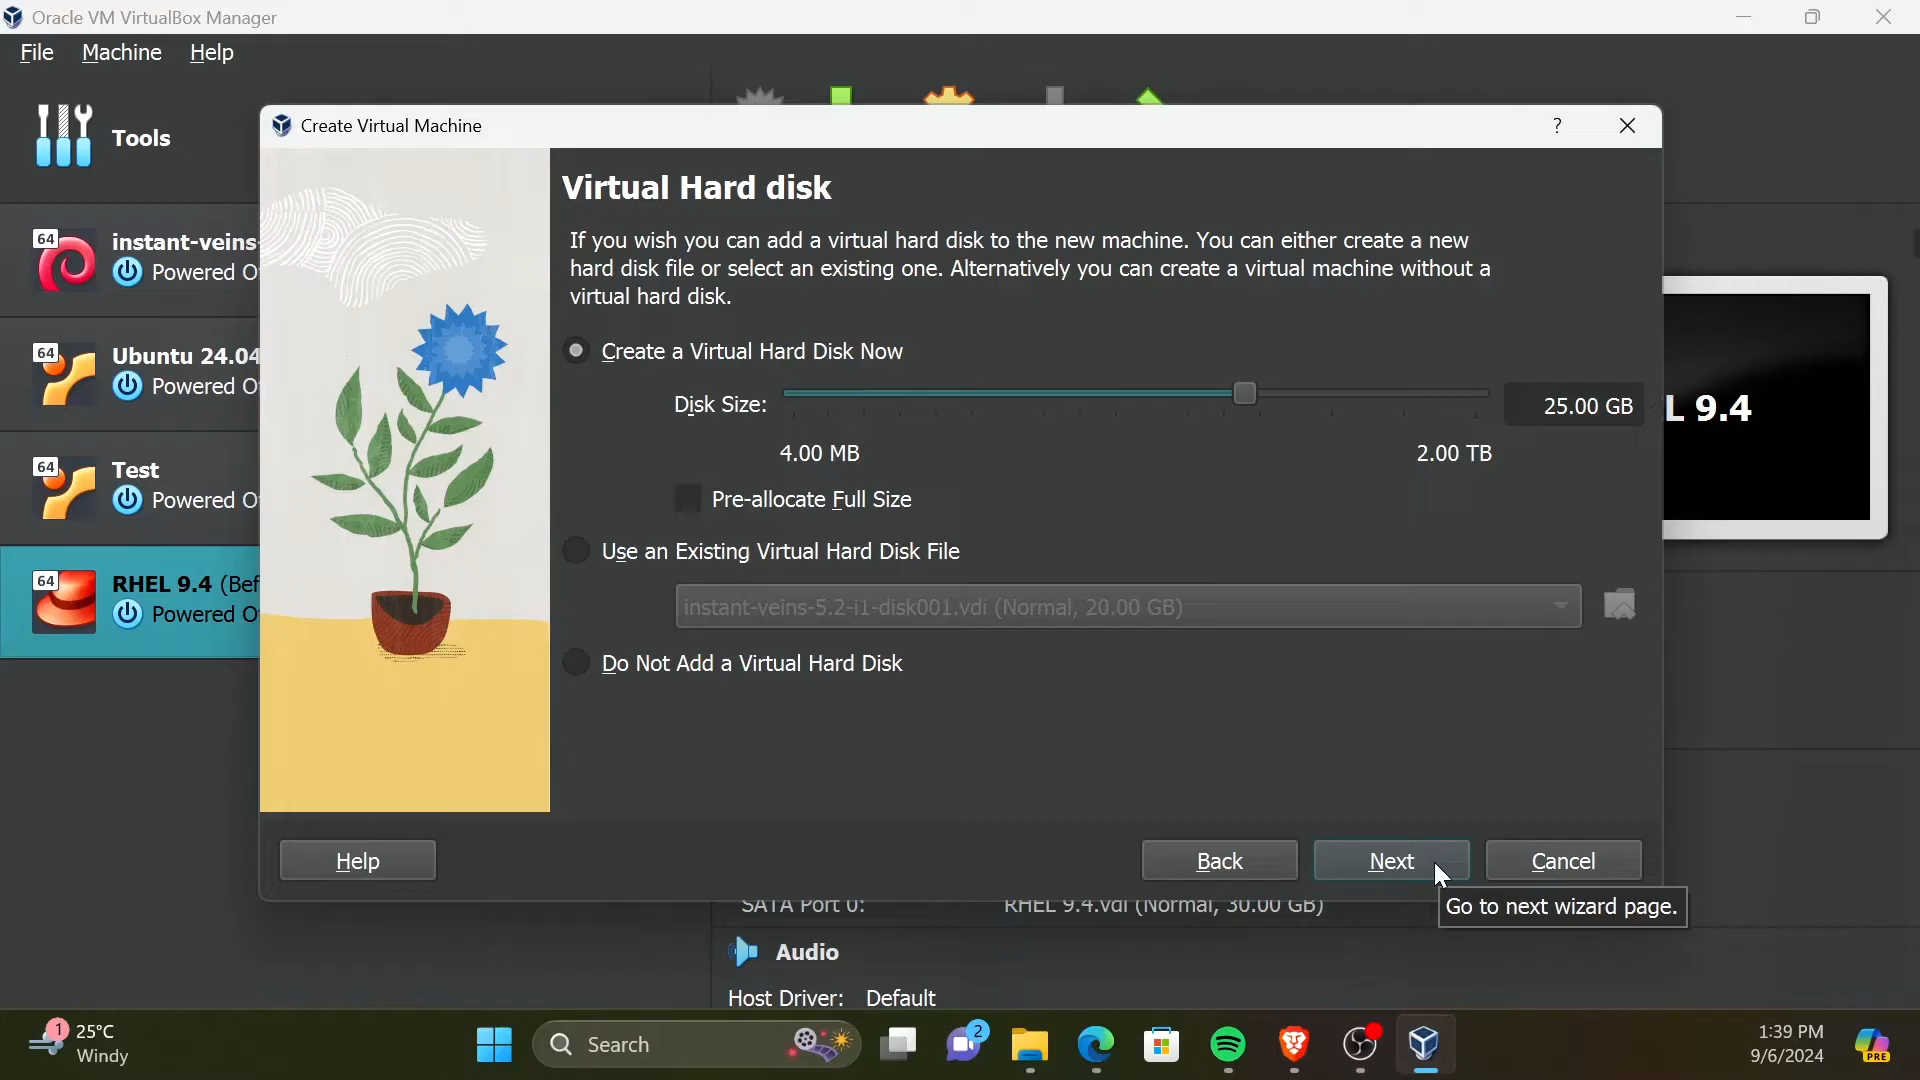 Oracle VM VirtualBox Manager
File Machine Help
Tools
Create Virtual Machine
?
64
instant-veins-
Powered O
64
Ubuntu 24.04
Powered O
64
Test
Powered O
64
RHEL 9.4 (Bef
Powered O
Virtual Hard disk
If you wish you can add a virtual hard disk to the new machine. You can either create a new
hard disk file or select an existing one. Alternatively you can create a virtual machine without a
virtual hard disk.
Create a Virtual Hard Disk Now
Disk Size:
25.00 GB
4.00 MB
2.00 TB
Pre-allocate Full Size
Use an Existing Virtual Hard Disk File
instant-veins-5.2-i1-disk001.vdi (Normal, 20.00 GB)
Do Not Add a Virtual Hard Disk
L 9.4
Help
Back
Next
Cancel
Go to next wizard page.
SATA Port 0:
RHEL 9.4.vdi (Normal, 30.00 GB)
Audio
Host Driver: Default
1
25°C
Windy
Search
2
1:39 PM
9/6/2024
PRE